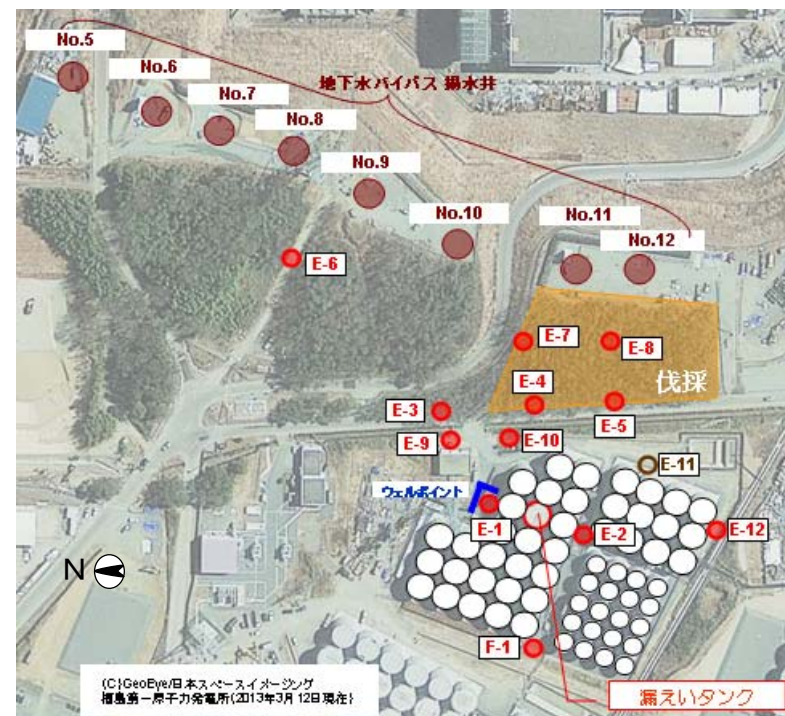 No.5
No.6
No.7
No.8
No.9
No.10
No.11
No.12
地下水バイパス 揚水井
E-6
E-7
E-8
伐採
E-4
E-5
E-3
E-9
E-10
E-11
ウェルポイント
E-1
E-2
E-12
N
F-1
漏えいタンク
(C)GeoEye/日本スペースイメージング
福島第一原子力発電所(2013年3月12日現在)